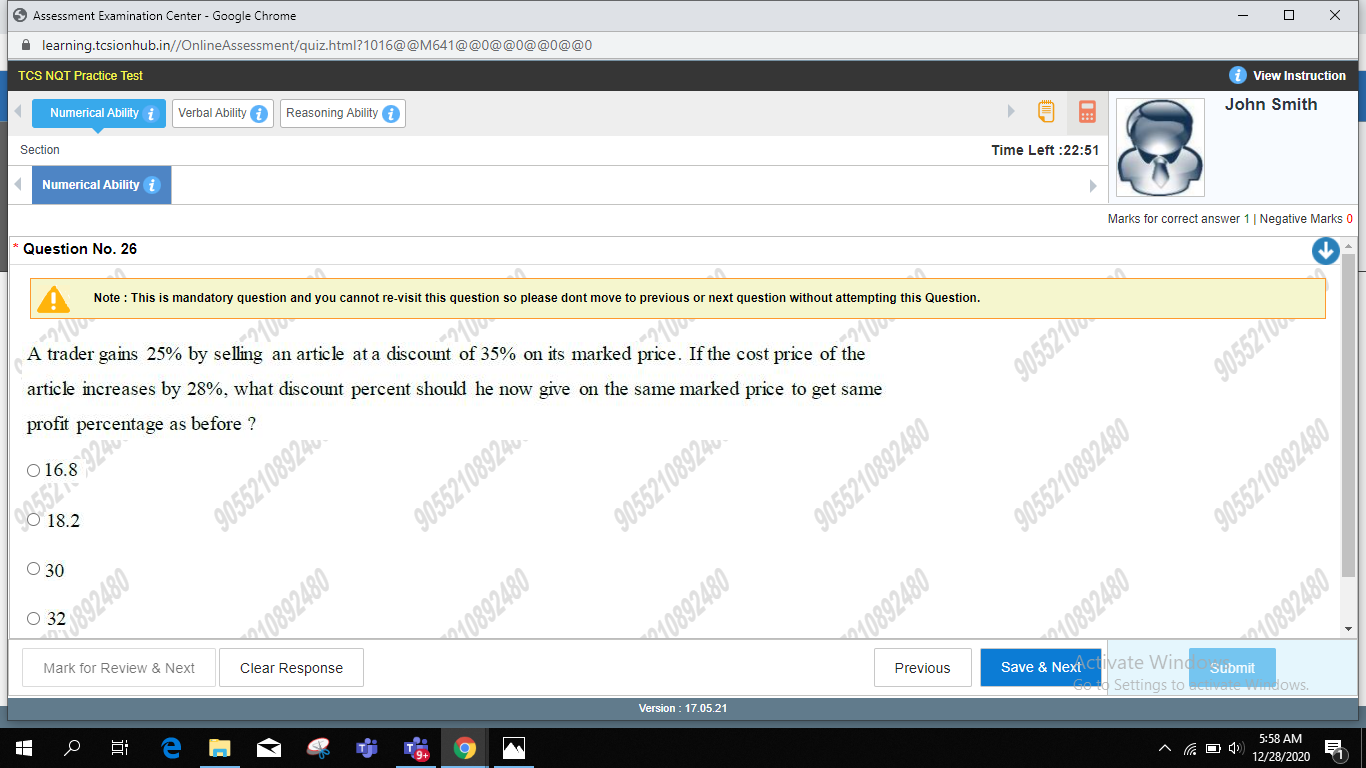 Assessment Examination Center - Google Chrome
learning.tcsionhub.in//OnlineAssessment/quiz.html?1016@@M641@@0@@0@@0@@0
TCS NQT Practice Test
View Instruction
Numerical Ability
Verbal Ability
Reasoning Ability
John Smith
Section
Time Left :22:51
Numerical Ability
Marks for correct answer 1 | Negative Marks 0
* Question No. 26
Note : This is mandatory question and you cannot re-visit this question so please dont move to previous or next question without attempting this Question.
A trader gains 25% by selling an article at a discount of 35% on its marked price. If the cost price of the
article increases by 28%, what discount percent should he now give on the same marked price to get same
profit percentage as before ?
16.8
18.2
30
32
9055210892480
Mark for Review & Next
Clear Response
Previous
Save & Next
Submit
Activate Windows
Go to Settings to activate Windows.
Version : 17.05.21
9+
5:58 AM
12/28/2020
1